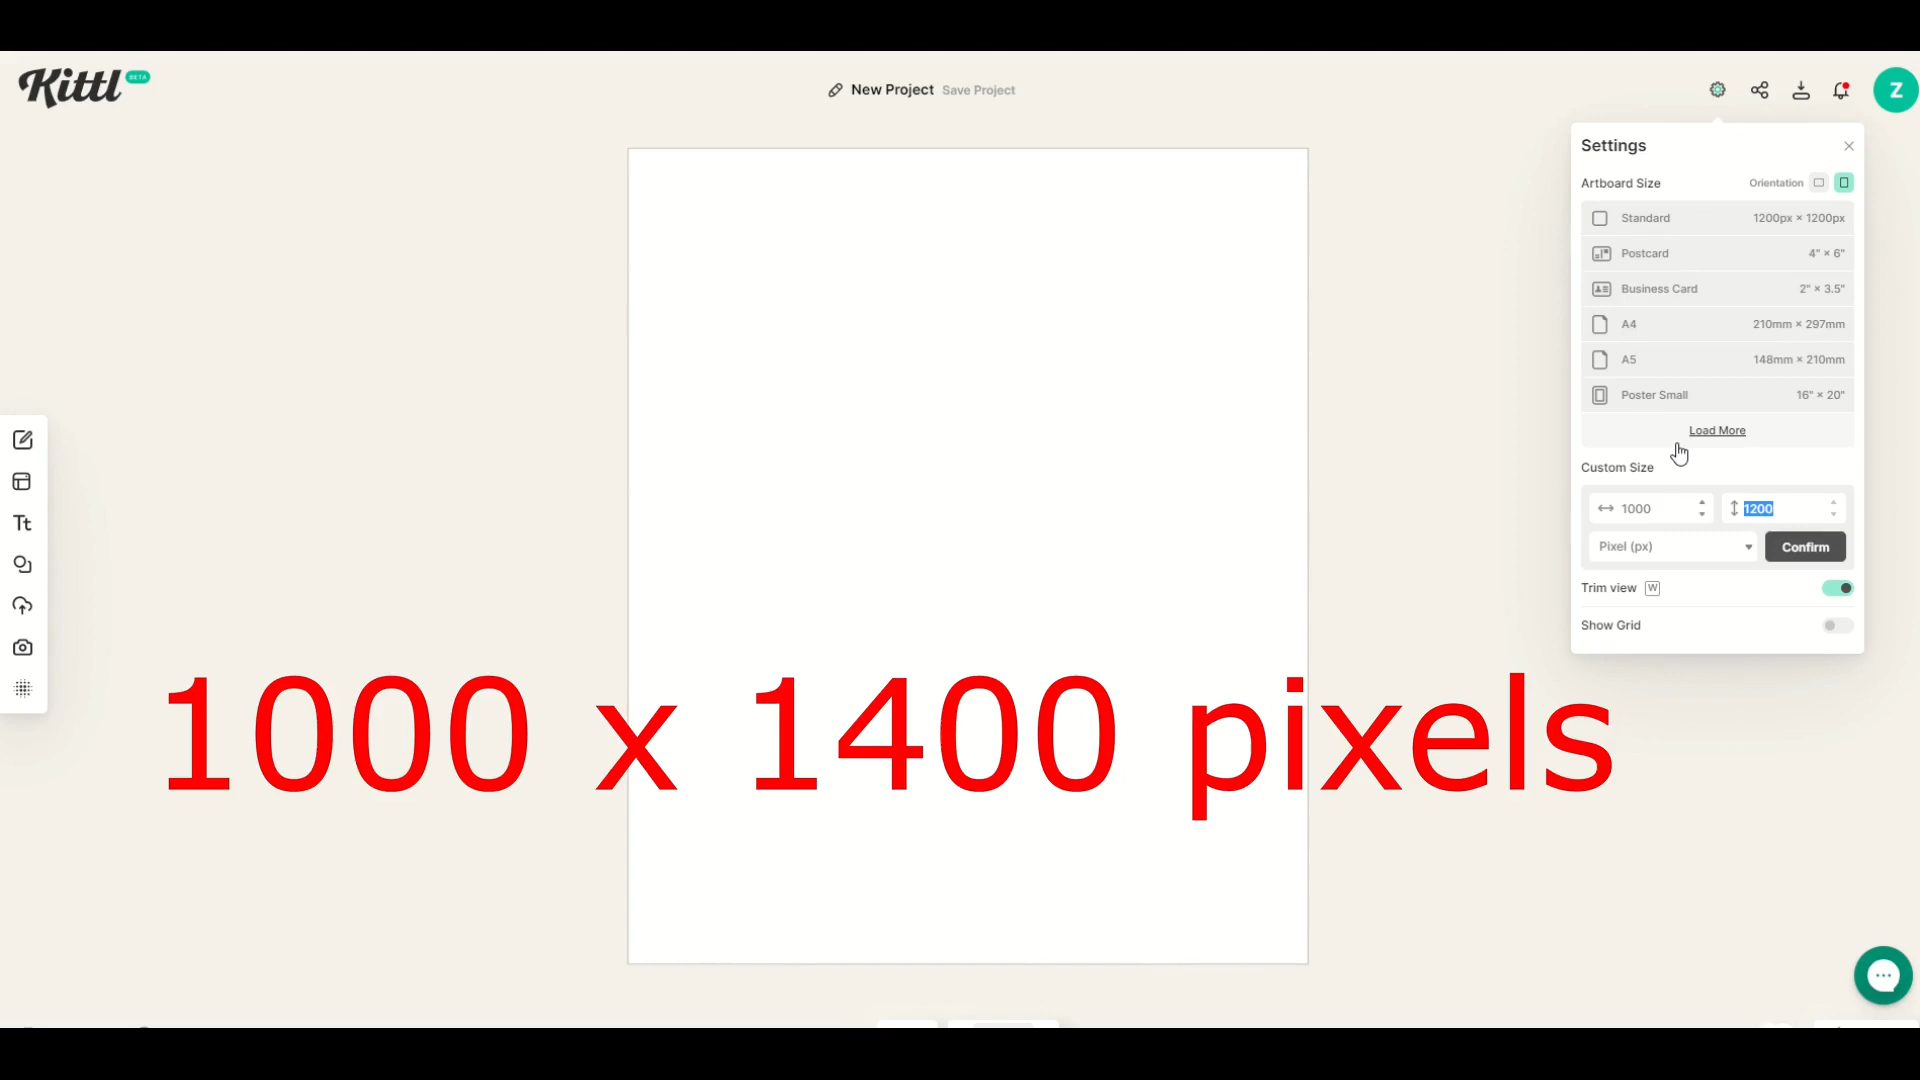 Kittl BETA
New Project Save Project
Z
Settings
Artboard Size Orientation
Standard 1200px × 1200px
Postcard 4" × 6"
Business Card 2" × 3.5"
A4 210mm × 297mm
A5 148mm × 210mm
Poster Small 16" × 20"
Load More
Custom Size
1000 1200
Pixel (px) Confirm
Trim view W
Show Grid
Tt
1000 x 1400 pixels